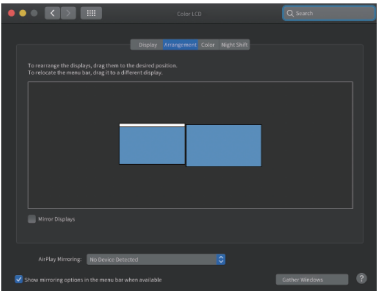 Color LCD
Search
Display Arrangement Color Night Shift
To rearrange the displays, drag them to the desired position.
To relocate the menu bar, drag it to a different display.
Mirror Displays
AirPlay Mirroring: No Device Detected
Show mirroring options in the menu bar when available
Gather Windows
?